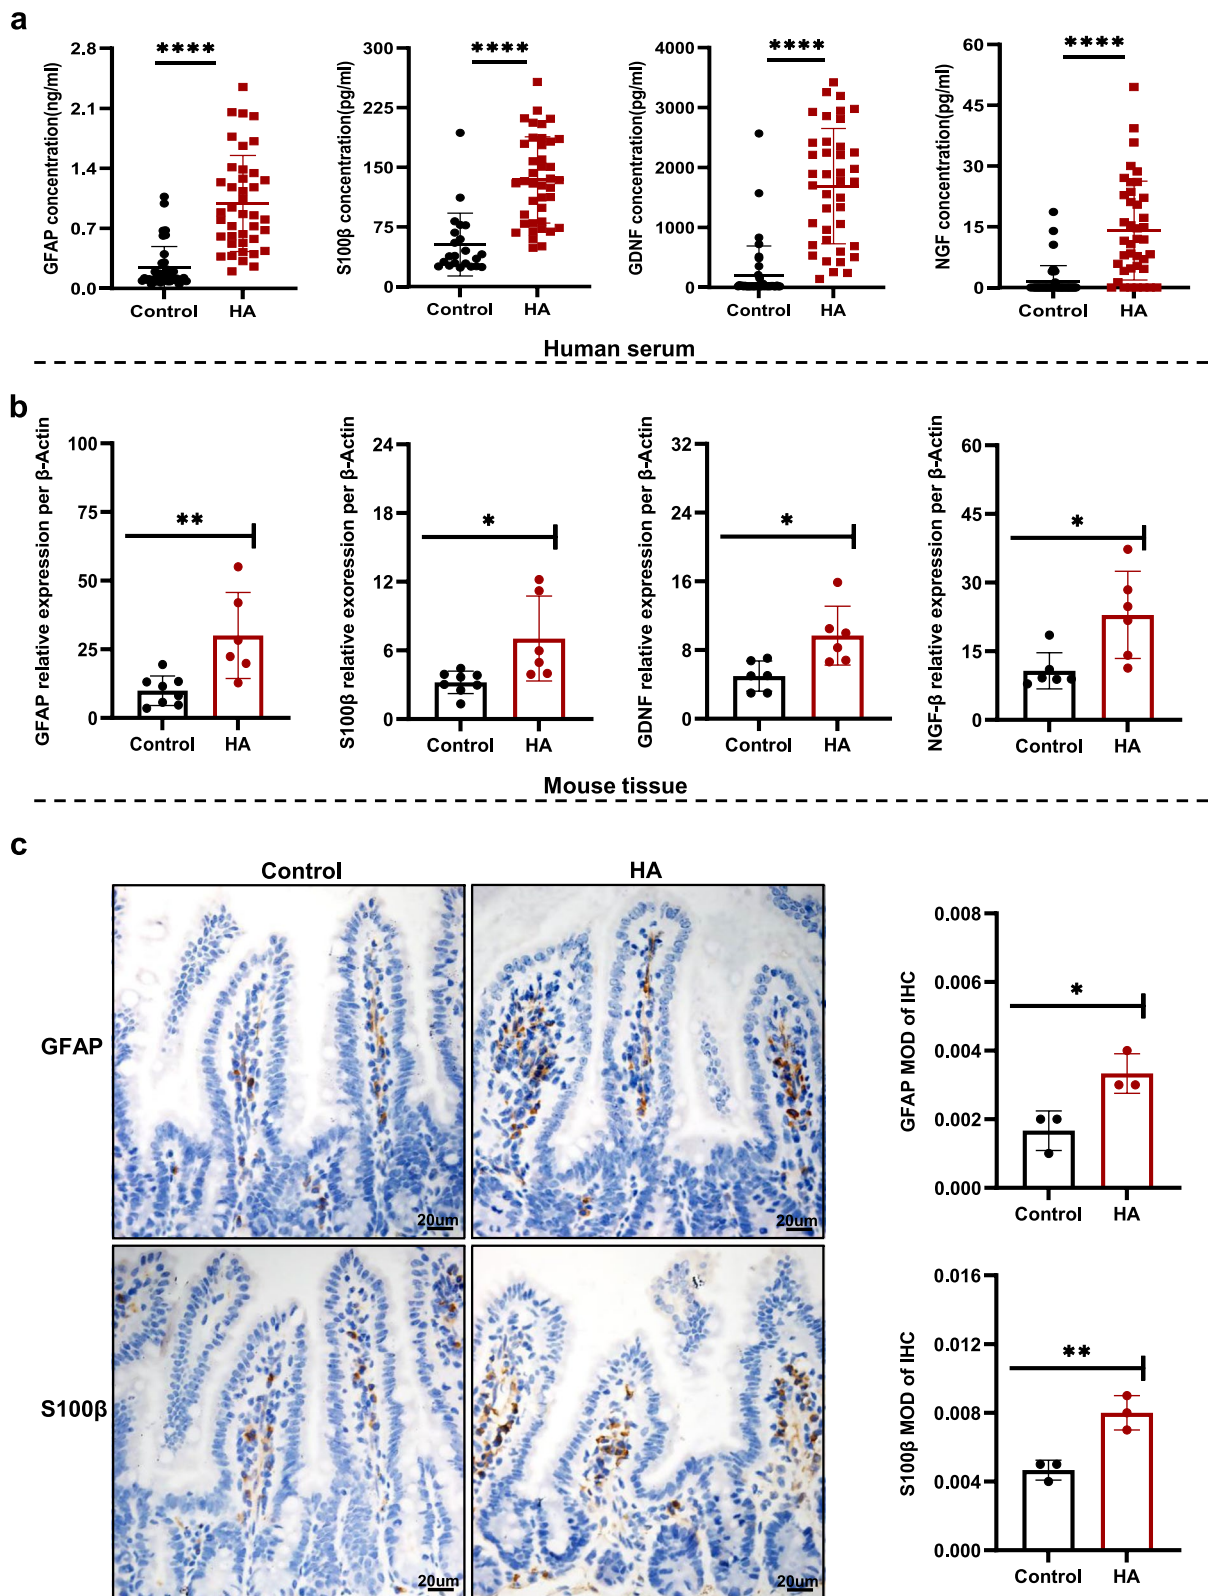 a
GFAP concentration(ng/ml)
2.8
2.1
1.4
0.7
0.0
****
Control
HA
S100β concentration(pg/ml)
300
225
150
75
0
****
Control
HA
GDNF concentration(pg/ml)
4000
3000
2000
1000
0
****
Control
HA
NGF concentration(pg/ml)
60
45
30
15
0
****
Control
HA
Human serum
b
GFAP relative expression per β-Actin
100
75
50
25
0
**
Control
HA
S100β relative exoression per β-Actin
24
18
12
6
0
*
Control
HA
GDNF relative expression per β-Actin
32
24
16
8
0
*
Control
HA
NGF-β relative expression per β-Actin
60
45
30
15
0
*
Control
HA
Mouse tissue
c
Control
HA
GFAP
20um
20um
GFAP MOD of IHC
0.008
0.006
0.004
0.002
0.000
*
Control
HA
S100β
20um
20um
S100β MOD of IHC
0.016
0.012
0.008
0.004
0.000
**
Control
HA